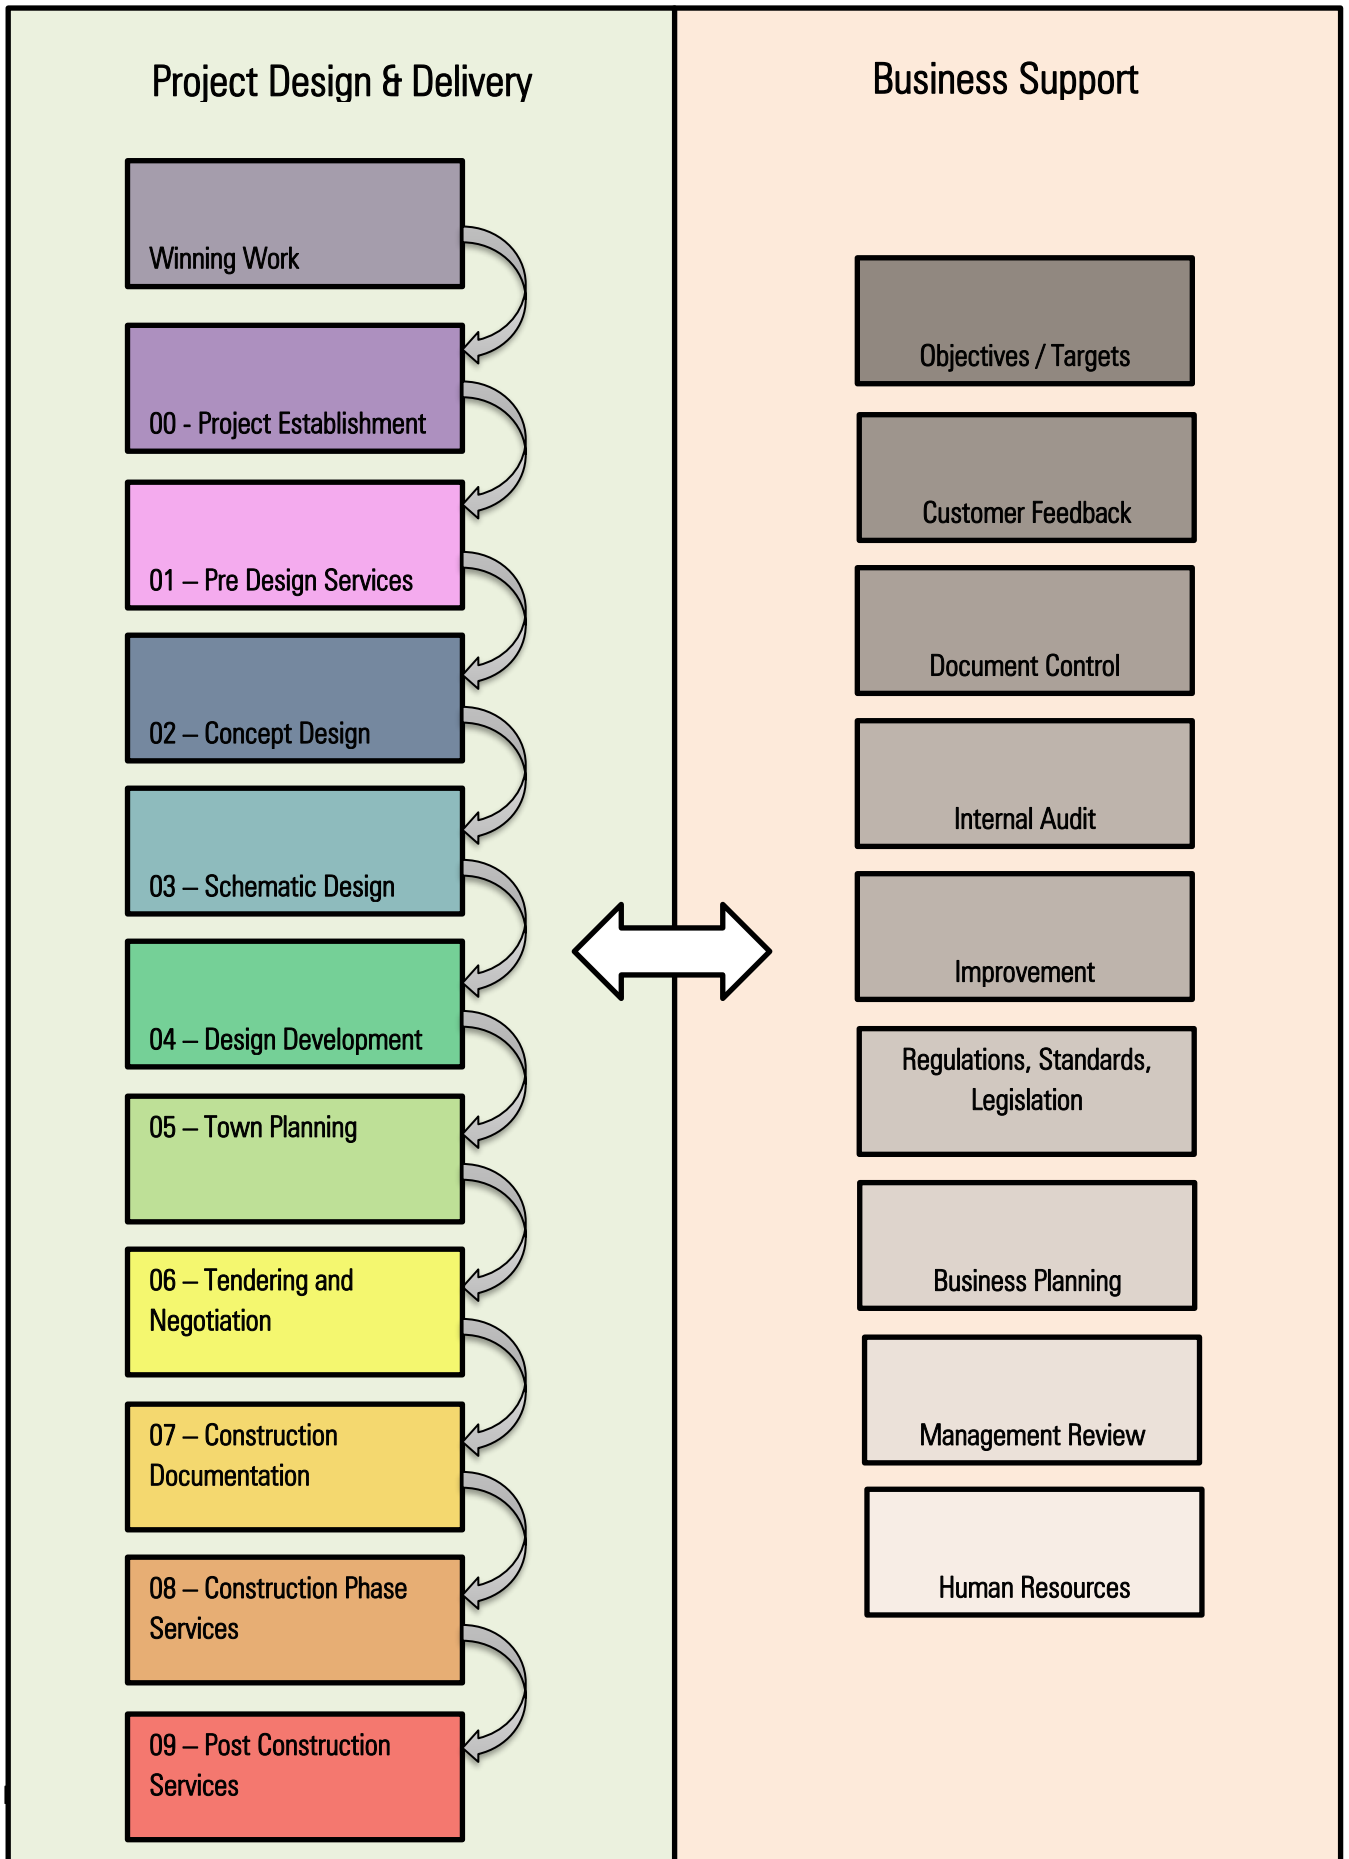 Project Design & Delivery
Winning Work
00 - Project Establishment
01 – Pre Design Services
02 – Concept Design
03 – Schematic Design
04 – Design Development
05 – Town Planning
06 – Tendering and
Negotiation
07 – Construction
Documentation
08 – Construction Phase
Services
09 – Post Construction
Services
Business Support
Objectives / Targets
Customer Feedback
Document Control
Internal Audit
Improvement
Regulations, Standards,
Legislation
Business Planning
Management Review
Human Resources